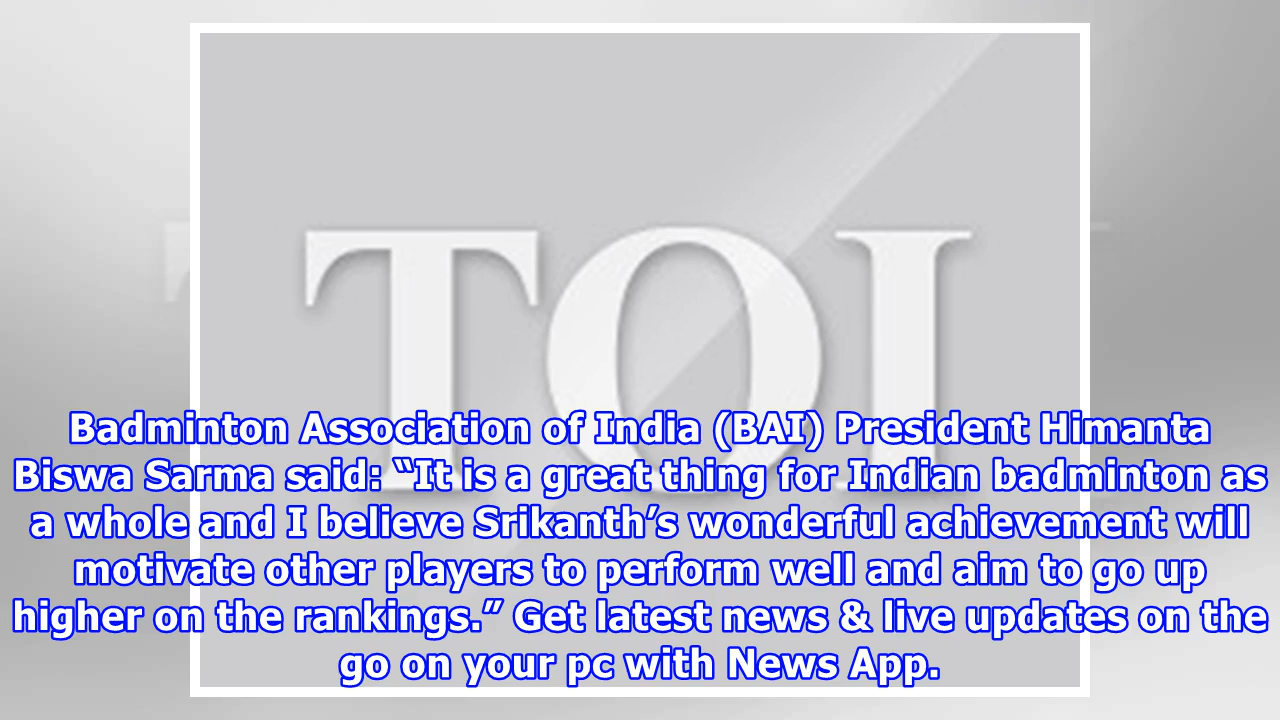 TOI
Badminton Association of India (BAI) President Himanta
Biswa Sarma said: “It is a great thing for Indian badminton as
a whole and I believe Srikanth’s wonderful achievement will
motivate other players to perform well and aim to go up
higher on the rankings.” Get latest news & live updates on the
go on your pc with News App.